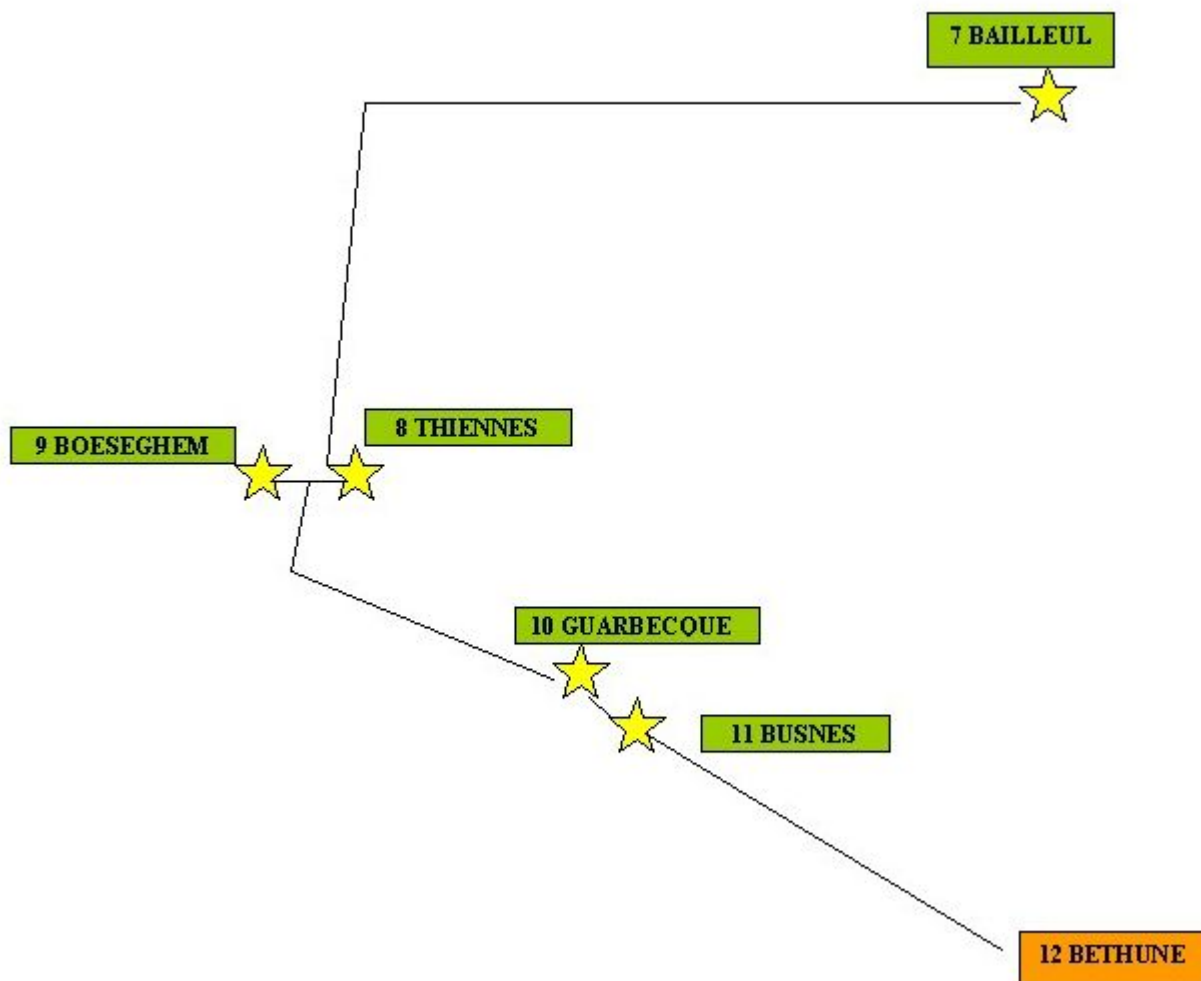 7 BAILLEUL
8 THIENNES
9 BOESEGHEM
10 GUARBECQUE
11 BUSNES
12 BETHUNE